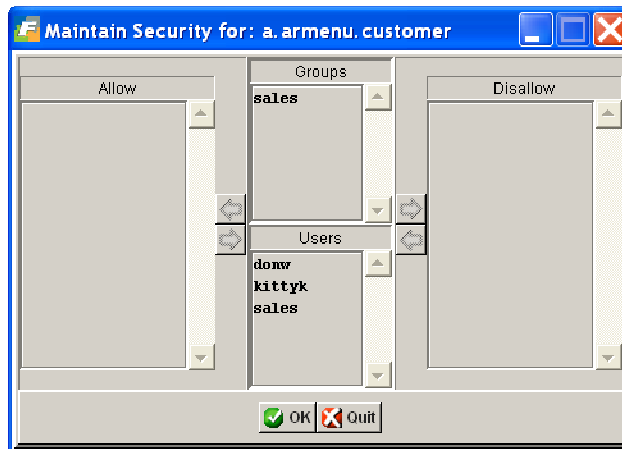 Maintain Security for: a.armenu.customer
Groups
Allow
Disallow
sales
Users
donw
kittyk
sales
OK
Quit